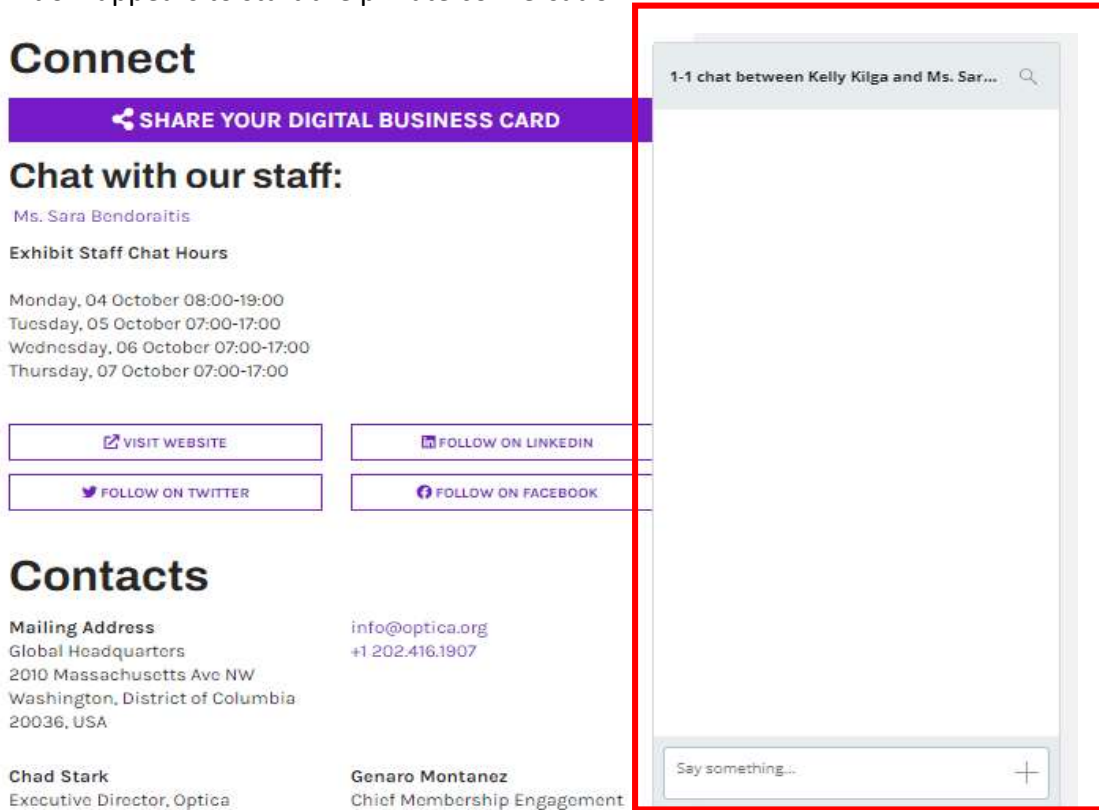 Connect
SHARE YOUR DIGITAL BUSINESS CARD
Chat with our staff:
Ms. Sara Bendoraitis
Exhibit Staff Chat Hours
Monday, 04 October 08:00-19:00
Tuesday, 05 October 07:00-17:00
Wednesday, 06 October 07:00-17:00
Thursday, 07 October 07:00-17:00
VISIT WEBSITE
FOLLOW ON LINKEDIN
FOLLOW ON TWITTER
FOLLOW ON FACEBOOK
Contacts
Mailing Address
Global Headquarters
2010 Massachusetts Ave NW
Washington, District of Columbia
20036, USA
info@optica.org
+1 202.416.1907
Chad Stark
Executive Director, Optica
Genaro Montanez
Chief Membership Engagement
1-1 chat between Kelly Kilga and Ms. Sar...
Say something...